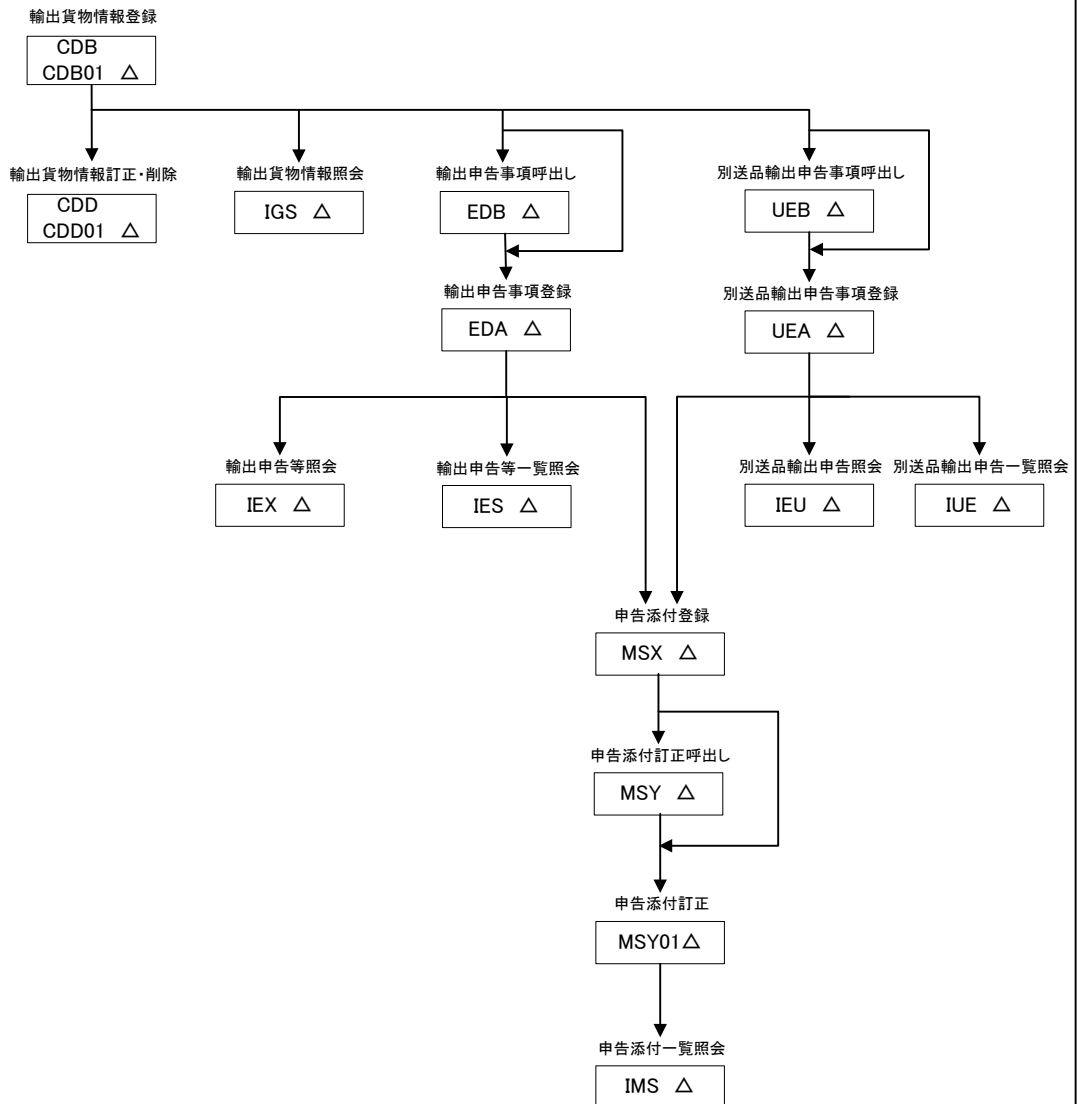 輸出貨物情報登録
CDB
CDB01 △
輸出貨物情報訂正・削除
CDD
CDD01 △
輸出貨物情報照会
IGS △
輸出申告事項呼出し
EDB △
別送品輸出申告事項呼出し
UEB △
輸出申告事項登録
EDA △
別送品輸出申告事項登録
UEA △
輸出申告等照会
IEX △
輸出申告等一覧照会
IES △
別送品輸出申告照会
IEU △
別送品輸出申告一覧照会
IUE △
申告添付登録
MSX △
申告添付訂正呼出し
MSY △
申告添付訂正
MSY01△
申告添付一覧照会
IMS △